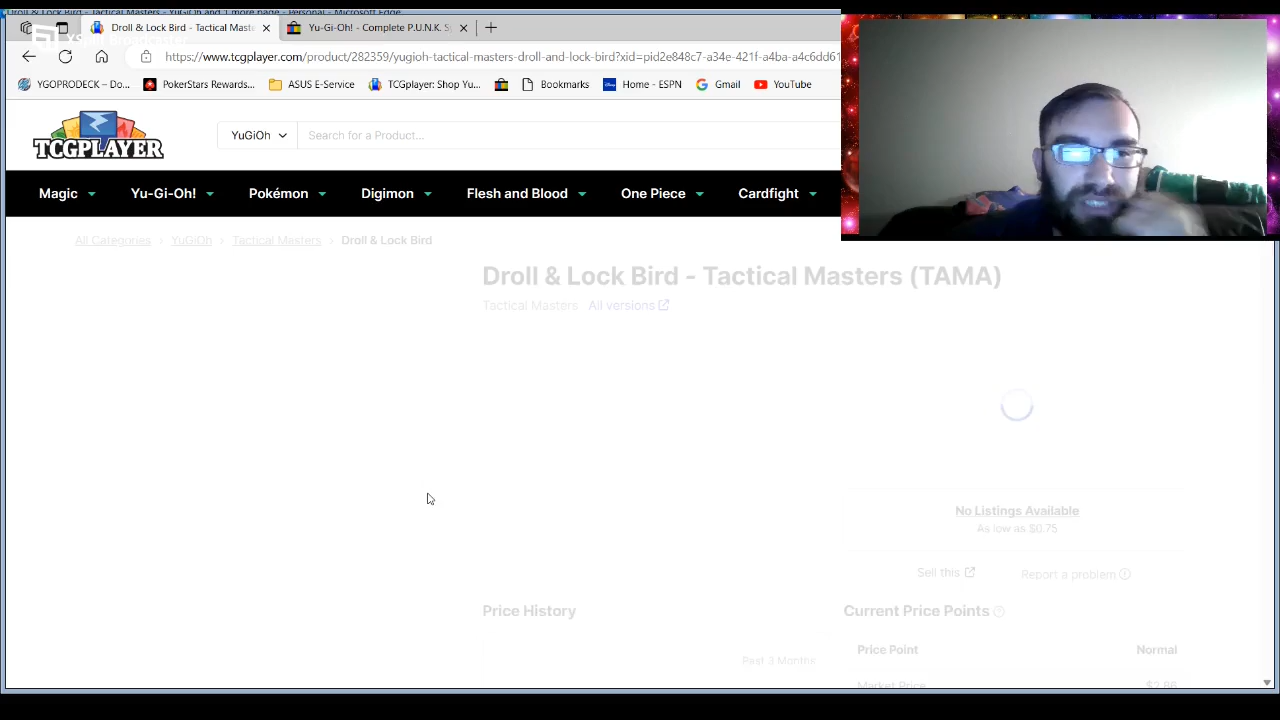 Droll & Lock Bird - Tactical Masters - YuGiOh and 1 more page - Personal - Microsoft Edge
Droll & Lock Bird - Tactical Maste
Yu-Gi-Oh! - Complete P.U.N.K. S
https://www.tcgplayer.com/product/282359/yugioh-tactical-masters-droll-and-lock-bird?xid=pid2e848c7-a34e-421f-a4ba-a4c6dd61
YGOPRODECK – Do...
PokerStars Rewards...
ASUS E-Service
TCGplayer: Shop Yu...
Bookmarks
Home - ESPN
Gmail
YouTube
TCGPLAYER
YuGiOh
Search for a Product...
Magic
Yu-Gi-Oh!
Pokémon
Digimon
Flesh and Blood
One Piece
Cardfight
All Categories > YuGiOh > Tactical Masters > Droll & Lock Bird
Droll & Lock Bird - Tactical Masters (TAMA)
Tactical Masters All versions
No Listings Available
As low as $0.75
Sell this
Report a problem
Price History
Current Price Points
Past 3 Months
Price Point
Normal
Market Price
$2.86